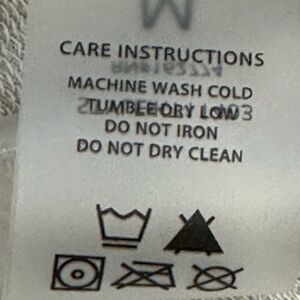 CARE INSTRUCTIONS
MACHINE WASH COLD
TUMBLE DRY LOW
DO NOT IRON
DO NOT DRY CLEAN